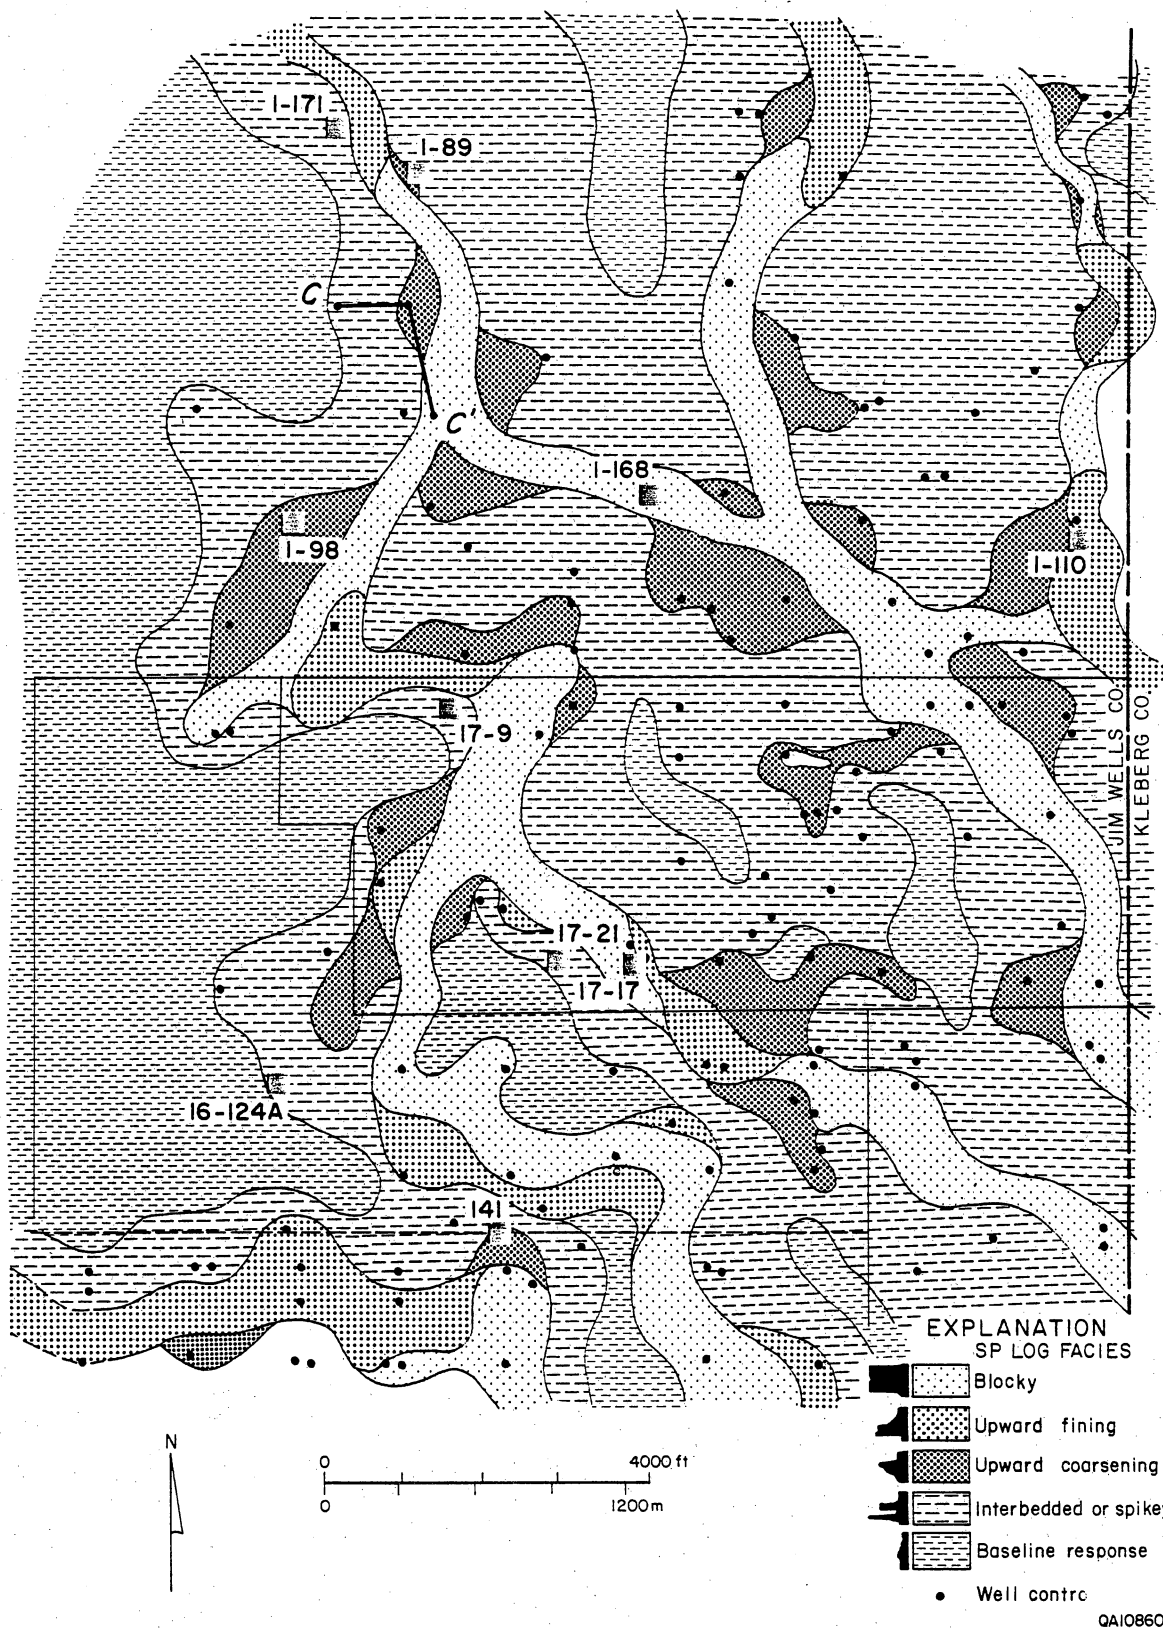 1-171
1-89
C
C'
1-168
1-98
1-110
17-9
JIM WELLS CO
KLEBERG CO
17-21
17-17
16-124A
141
EXPLANATION
SP LOG FACIES
Blocky
Upward fining
Upward coarsening
Interbedded or spike
Baseline response
Well contro
N
0 4000 ft
0 1200 m
QA10860